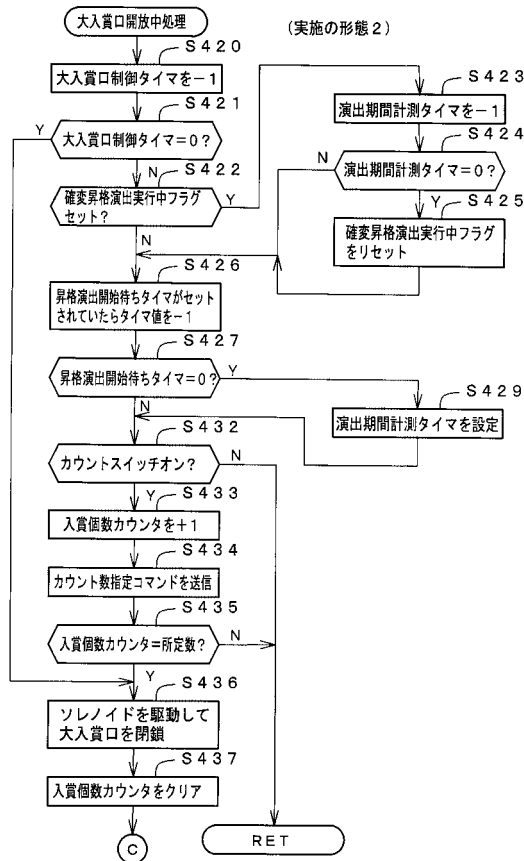 大入賞口開放中処理
(実施の形態2)
S420
大入賞口制御タイマを−1
S421
Y
大入賞口制御タイマ=0?
N
S422
確変昇格演出実行中フラグ
セット?
Y
N
S423
演出期間計測タイマを−1
S424
N
演出期間計測タイマ=0?
Y
S425
確変昇格演出実行中フラグ
をリセット
S426
昇格演出開始待ちタイマがセット
されていたらタイマ値を−1
S427
昇格演出開始待ちタイマ=0?
Y
N
S429
演出期間計測タイマを設定
S432
カウントスイッチオン?
N
Y
S433
入賞個数カウンタを+1
S434
カウント数指定コマンドを送信
S435
入賞個数カウンタ=所定数?
N
Y
S436
ソレノイドを駆動して
大入賞口を閉鎖
S437
入賞個数カウンタをクリア
C
RET